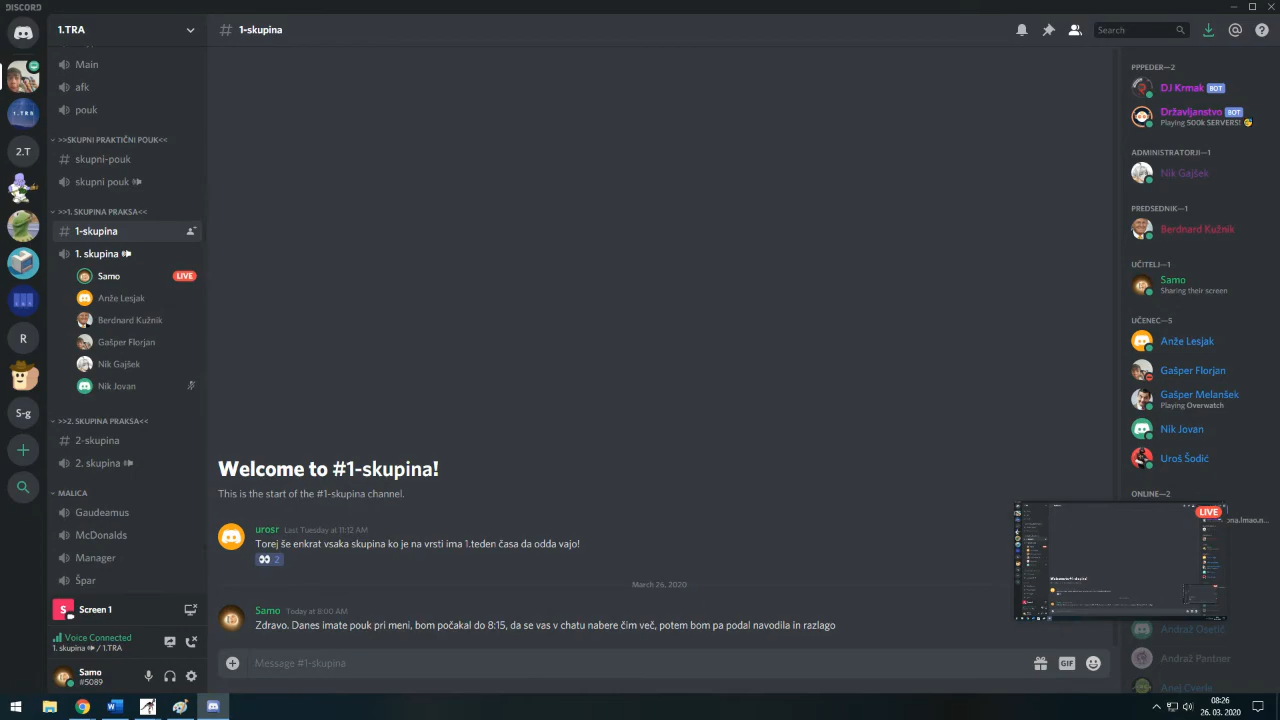 DISCORD
1.TRA
1-skupina
Search
Main
afk
pouk
>>SKUPNI PRAKTIČNI POUK<<
skupni-pouk
skupni pouk
>>1. SKUPINA PRAKSA<<
1-skupina
1. skupina
Samo
LIVE
Anže Lesjak
Berdnard Kužnik
Gašper Florjan
Nik Gajšek
Nik Jovan
>>2. SKUPINA PRAKSA<<
2-skupina
2. skupina
MALICA
Gaudeamus
McDonalds
Manager
Špar
Screen 1
Voice Connected
1. skupina / 1.TRA
Samo
#5089
1.TRB
2.T
R
S-g
Welcome to #1-skupina!
This is the start of the #1-skupina channel.
urosr Last Tuesday at 11:12 AM
Torej še enkrat vsaka skupina ko je na vrsti ima 1.teden časa da odda vajo!
2
March 26, 2020
Samo Today at 8:00 AM
Zdravo. Danes imate pouk pri meni, bom počakal do 8:15, da se vas v chatu nabere čim več, potem bom pa podal navodila in razlago
Message #1-skupina
GIF
PPPEDER—2
DJ Krmak BOT
Državljanstvo BOT
Playing 500k SERVERS!
ADMINISTRATORJI—1
Nik Gajšek
PREDSEDNIK—1
Berdnard Kužnik
UČITELJ—1
Samo
Sharing their screen
UČENEC—5
Anže Lesjak
Gašper Florjan
Gašper Melanšek
Playing Overwatch
Nik Jovan
Uroš Šodić
ONLINE—2
LIVE
Andraž Osetič
Andraž Pantner
Anej Cverle
08:26
26. 03. 2020